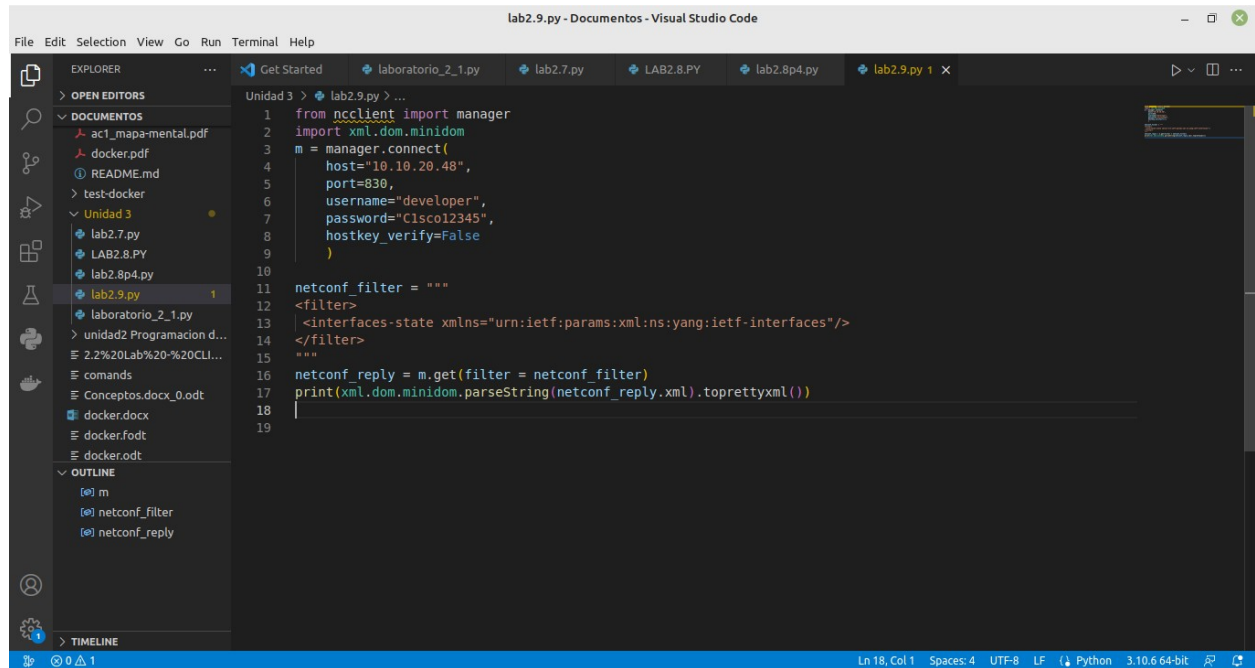 lab2.9.py - Documentos - Visual Studio Code
File Edit Selection View Go Run Terminal Help
EXPLORER
Get Started laboratorio_2_1.py lab2.7.py LAB2.8.PY lab2.8p4.py lab2.9.py 1
OPEN EDITORS
DOCUMENTOS
ac1_mapa-mental.pdf
docker.pdf
README.md
test-docker
Unidad 3
lab2.7.py
LAB2.8.PY
lab2.8p4.py
lab2.9.py 1
laboratorio_2_1.py
unidad2 Programacion d...
2.2%20Lab%20-%20CLI...
comands
Conceptos.docx_0.odt
docker.docx
docker.fodt
docker.odt
OUTLINE
m
netconf_filter
netconf_reply
TIMELINE
Unidad 3 > lab2.9.py > ...
1 from ncclient import manager
2 import xml.dom.minidom
3 m = manager.connect(
4 host="10.10.20.48",
5 port=830,
6 username="developer",
7 password="C1sco12345",
8 hostkey_verify=False
9 )
10
11 netconf_filter = """
12 <filter>
13 <interfaces-state xmlns="urn:ietf:params:xml:ns:yang:ietf-interfaces"/>
14 </filter>
15 """
16 netconf_reply = m.get(filter = netconf_filter)
17 print(xml.dom.minidom.parseString(netconf_reply.xml).toprettyxml())
18
19
1
0 1 Ln 18, Col 1 Spaces: 4 UTF-8 LF Python 3.10.6 64-bit